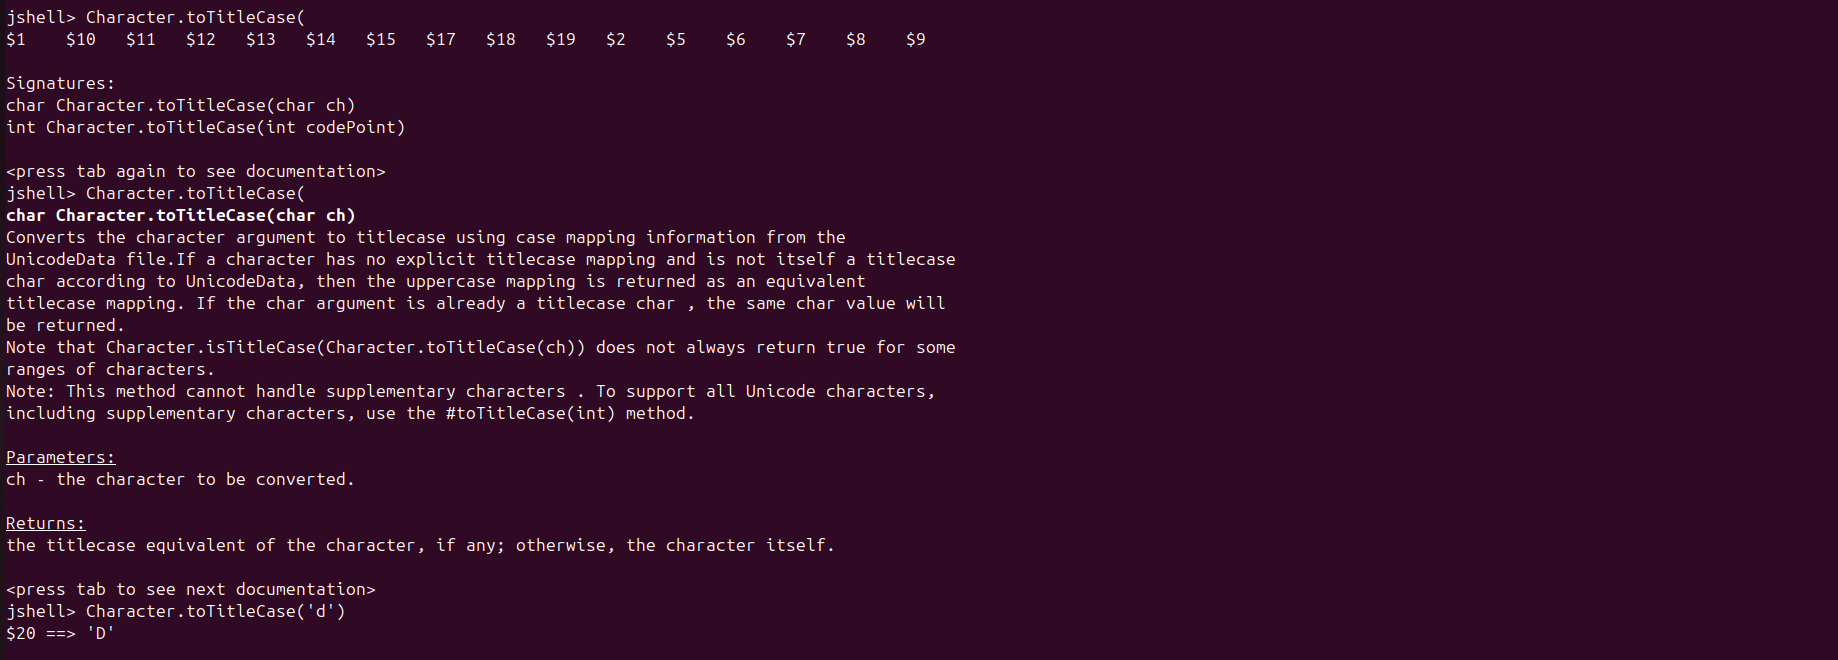 jshell> Character.toTitleCase(
$1    $10   $11   $12   $13   $14   $15   $17   $18   $19   $2    $5    $6    $7    $8    $9
Signatures:
char Character.toTitleCase(char ch)
int Character.toTitleCase(int codePoint)
<press tab again to see documentation>
jshell> Character.toTitleCase(
char Character.toTitleCase(char ch)
Converts the character argument to titlecase using case mapping information from the
UnicodeData file.If a character has no explicit titlecase mapping and is not itself a titlecase
char according to UnicodeData, then the uppercase mapping is returned as an equivalent
titlecase mapping. If the char argument is already a titlecase char , the same char value will
be returned.
Note that Character.isTitleCase(Character.toTitleCase(ch)) does not always return true for some
ranges of characters.
Note: This method cannot handle supplementary characters . To support all Unicode characters,
including supplementary characters, use the #toTitleCase(int) method.
Parameters:
ch - the character to be converted.
Returns:
the titlecase equivalent of the character, if any; otherwise, the character itself.
<press tab to see next documentation>
jshell> Character.toTitleCase('d')
$20 ==> 'D'